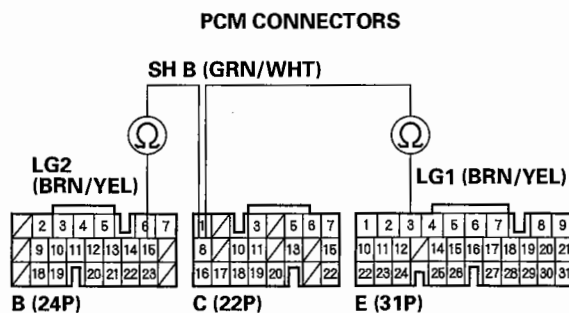 PCM CONNECTORS
SH B (GRN/WHT)
Ω Ω
LG2
(BRN/YEL)
LG1 (BRN/YEL)
2 3 4 5 6 7 1 3 5 6 7 1 2 3 4 5 6 7 8 9
9 10 11 12 13 14 15 8 10 11 13 15 10 11 12 14 15 16 17 18 19 20 21
18 19 20 21 22 23 16 17 18 19 20 22 22 23 24 25 26 27 28 29 30 31
B (24P) C (22P) E (31P)